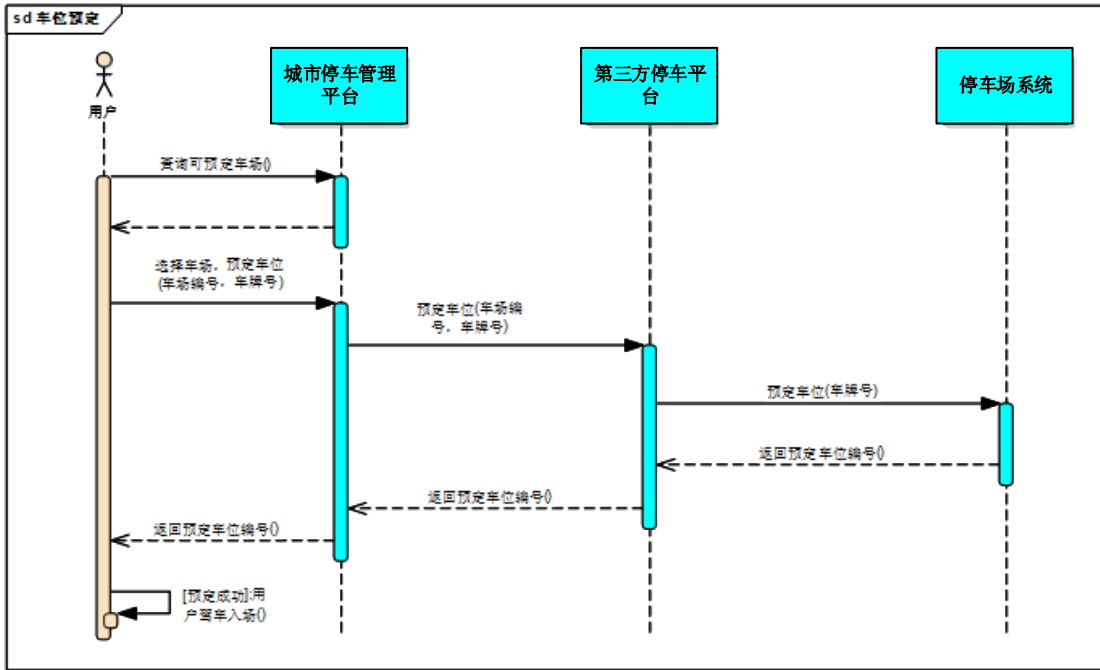 sd 车位预定
用户
城市停车管理
平台
第三方停车平
台
停车场系统
查询可预定车场()
选择车场，预定车位
(车场编号，车牌号)
预定车位(车场编
号，车牌号)
预定车位(车牌号)
返回预定车位编号()
返回预定车位编号()
返回预定车位编号()
[预定成功]:用
户驾车入场()